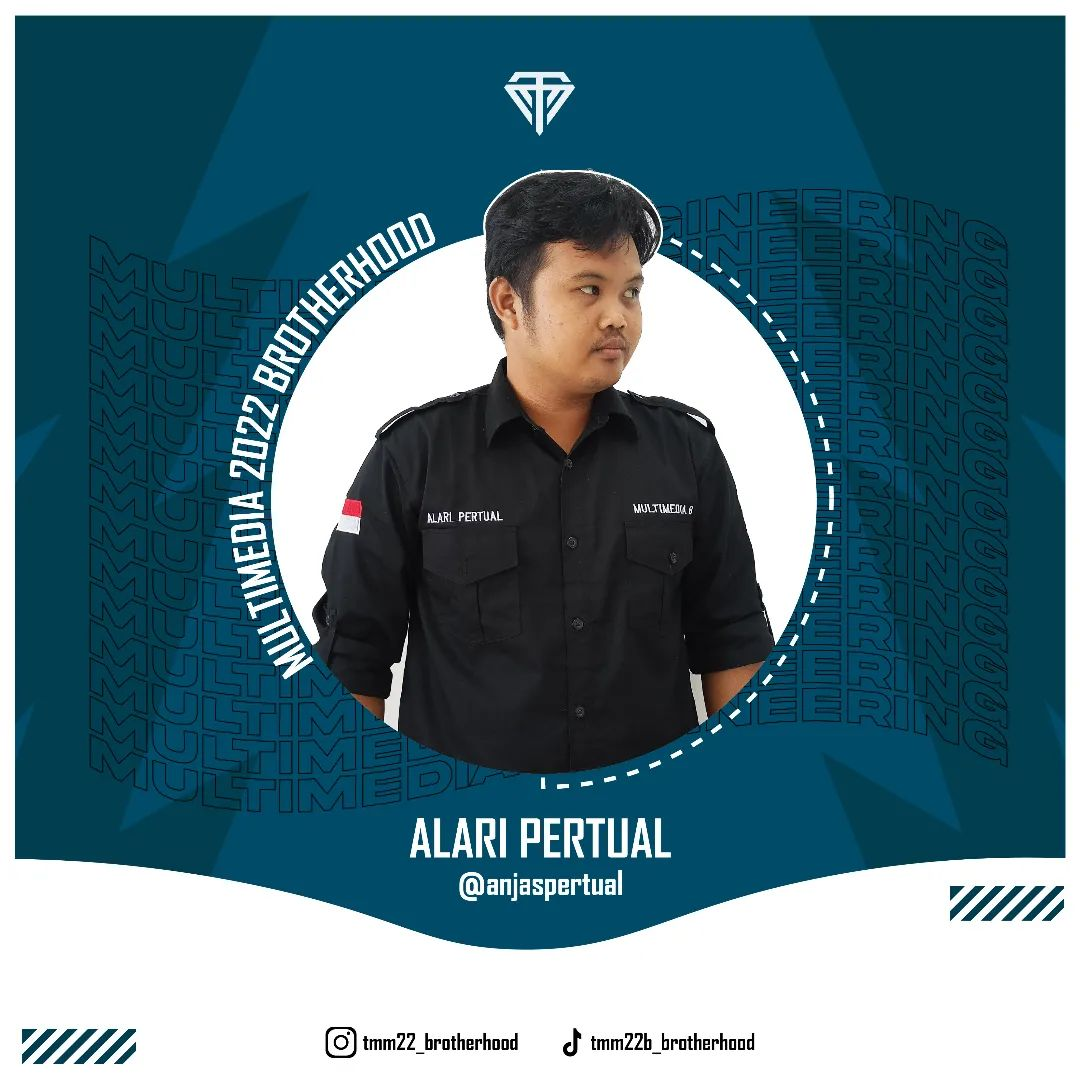 MULTIMEDIA 2022 BROTHERHOOD
MULTIMEDIA ENGINEERING
ALARI PERTUAL
MULTIMEDIA B
ALARI PERTUAL
@anjaspertual
tmm22_brotherhood
tmm22b_brotherhood